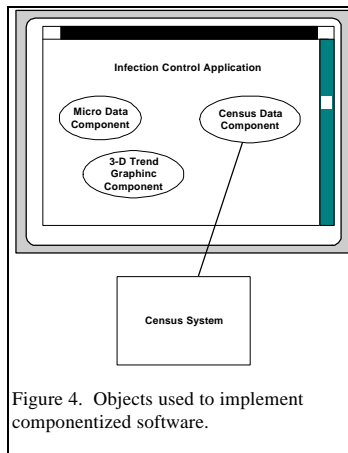 Infection Control Application
Micro Data
Component
Census Data
Component
3-D Trend
Graphinc
Component
Census System
Figure 4. Objects used to implement
componentized software.